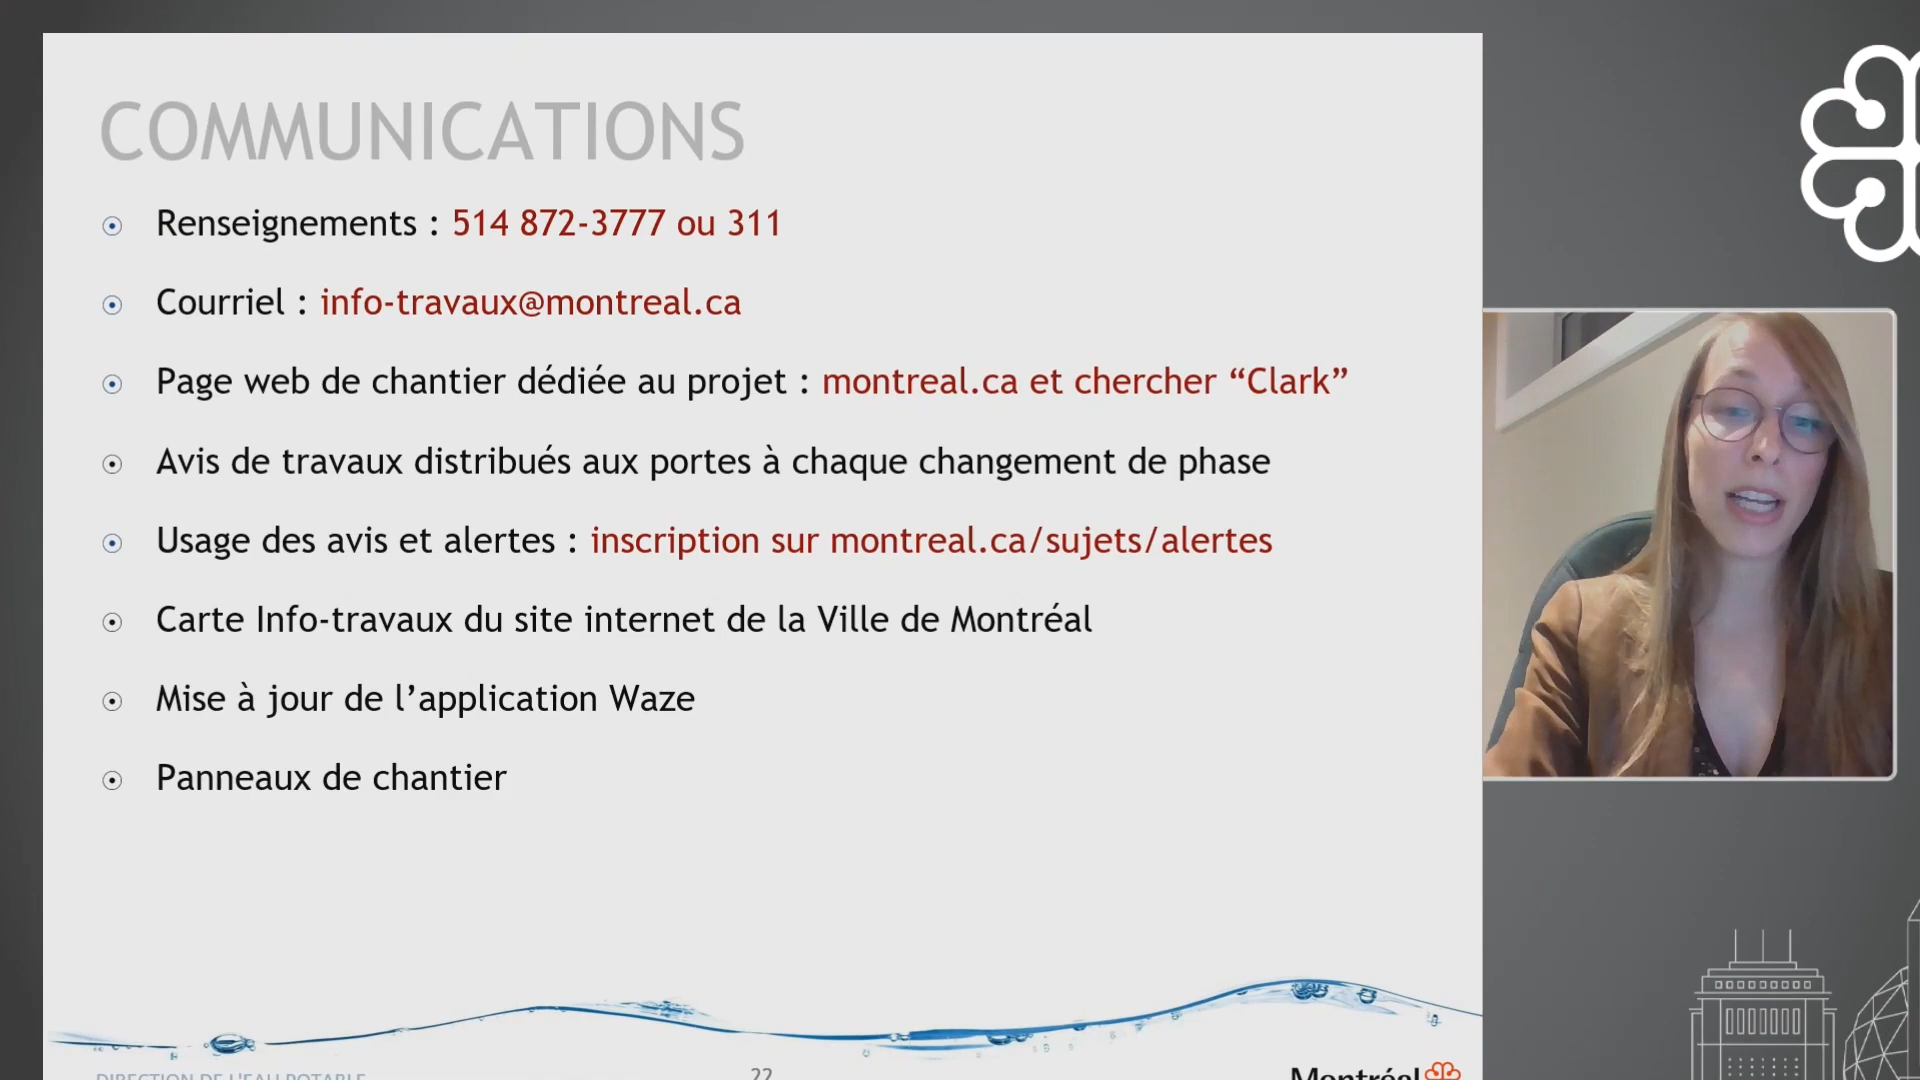 COMMUNICATIONS
Renseignements : 514 872-3777 ou 311
Courriel : info-travaux@montreal.ca
Page web de chantier dédiée au projet : montreal.ca et chercher “Clark”
Avis de travaux distribués aux portes à chaque changement de phase
Usage des avis et alertes : inscription sur montreal.ca/sujets/alertes
Carte Info-travaux du site internet de la Ville de Montréal
Mise à jour de l’application Waze
Panneaux de chantier
DIRECTION DE L'EAU POTABLE
22
Montréal